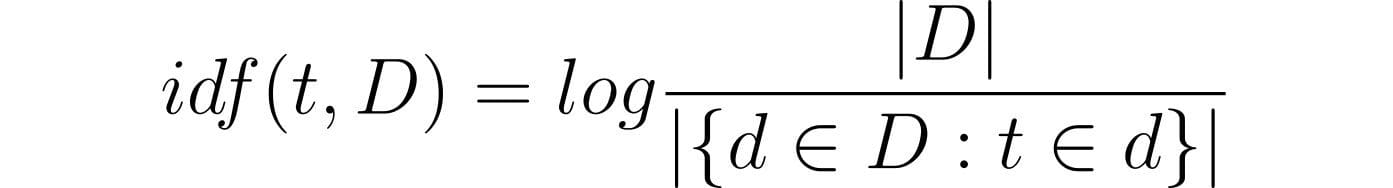 idf(t, D) = log |D| / |{d ∈ D : t ∈ d}|